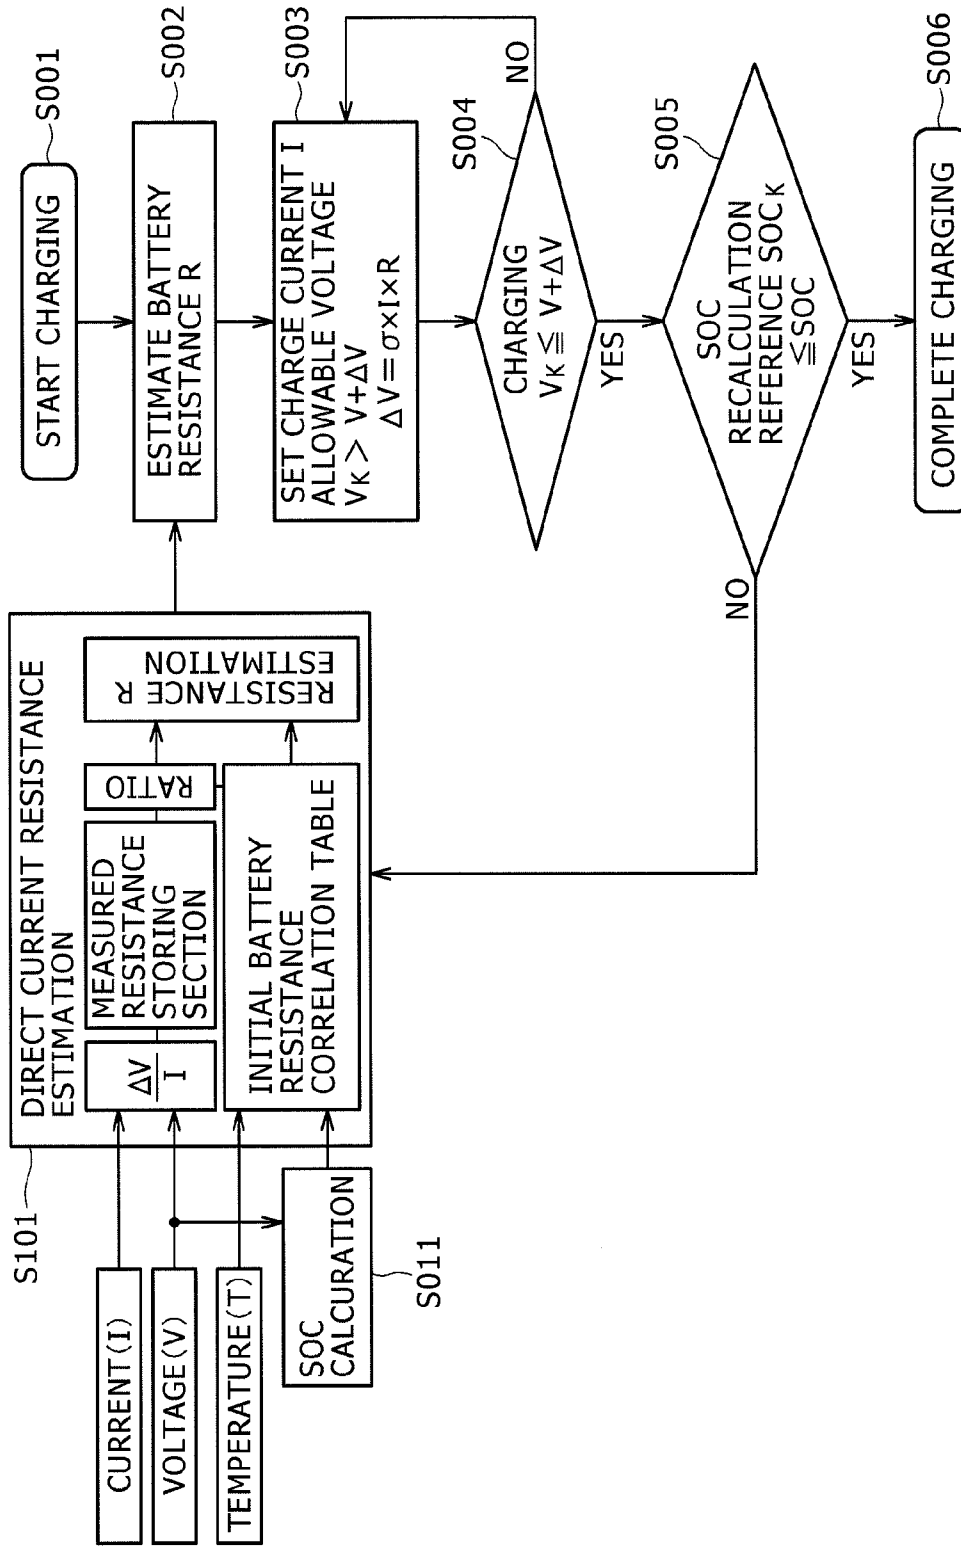 START CHARGING
S001
ESTIMATE BATTERY
RESISTANCE R
S002
SET CHARGE CURRENT I
ALLOWABLE VOLTAGE
VK > V+ΔV
ΔV=σ×I×R
S003
NO
S004
CHARGING
VK≦ V+ΔV
YES
S005
SOC
RECALCULATION
REFERENCE SOCK
≦SOC
NO
YES
COMPLETE CHARGING
S006
S101
DIRECT CURRENT RESISTANCE
ESTIMATION
ΔV
I
MEASURED
RESISTANCE
STORING
SECTION
RATIO
RESISTANCE R
ESTIMATION
INITIAL BATTERY
RESISTANCE
CORRELATION TABLE
CURRENT(I)
VOLTAGE(V)
TEMPERATURE(T)
SOC
CALCURATION
S011